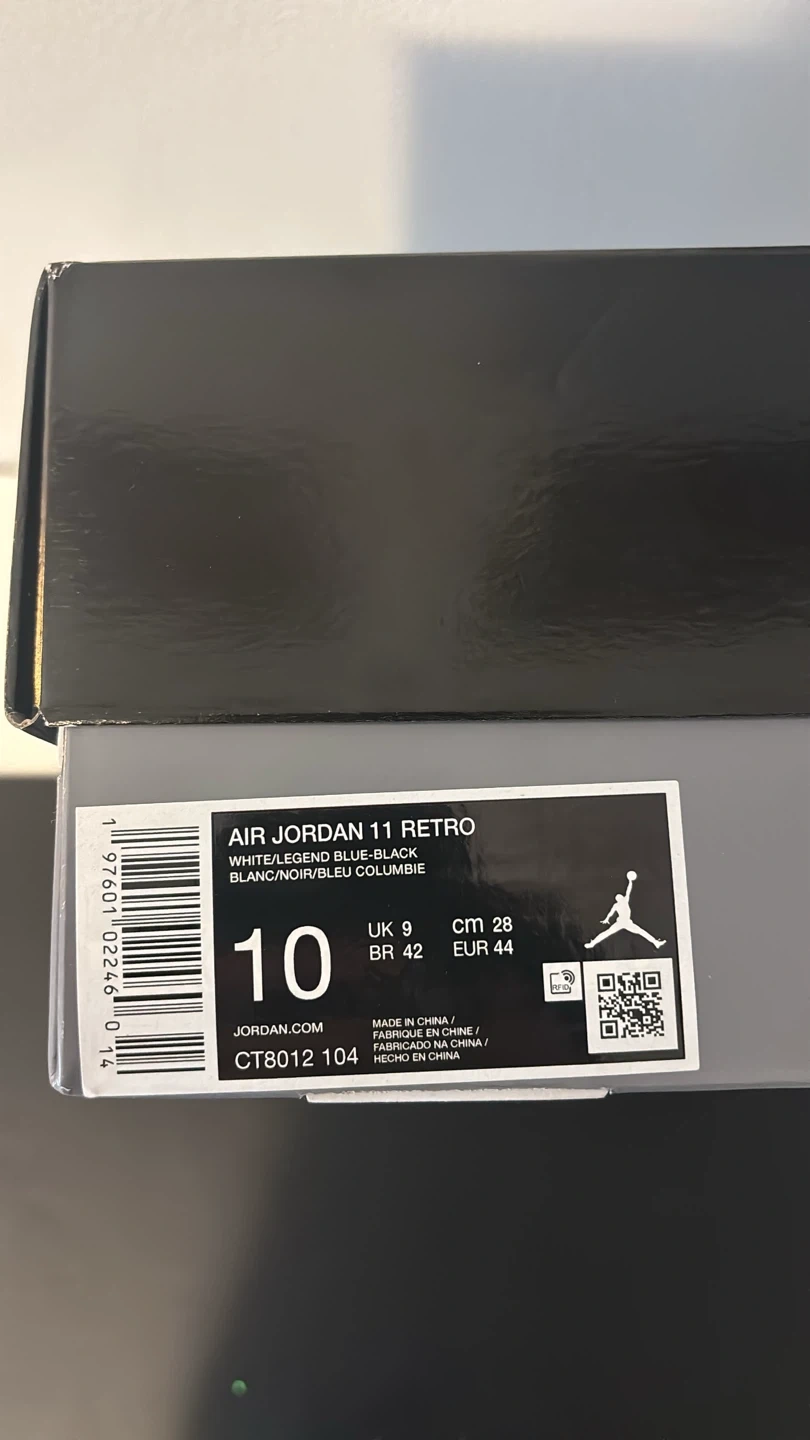 AIR JORDAN 11 RETRO
WHITE/LEGEND BLUE-BLACK
BLANC/NOIR/BLEU COLUMBIE
10
UK 9 cm 28
BR 42 EUR 44
RFID
JORDAN.COM
CT8012 104
MADE IN CHINA /
FABRIQUE EN CHINE /
FABRICADO NA CHINA /
HECHO EN CHINA
1 97601 02246 0 14